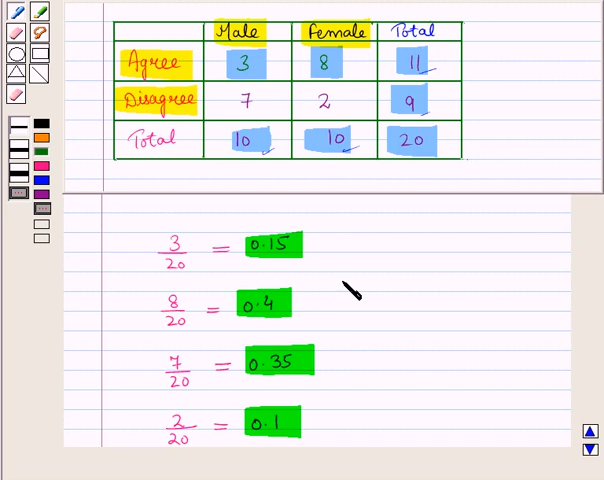 Male Female Total
Agree 3 8 11
Disagree 7 2 9
Total 10 10 20
3/20 = 0.15
8/20 = 0.4
7/20 = 0.35
2/20 = 0.1